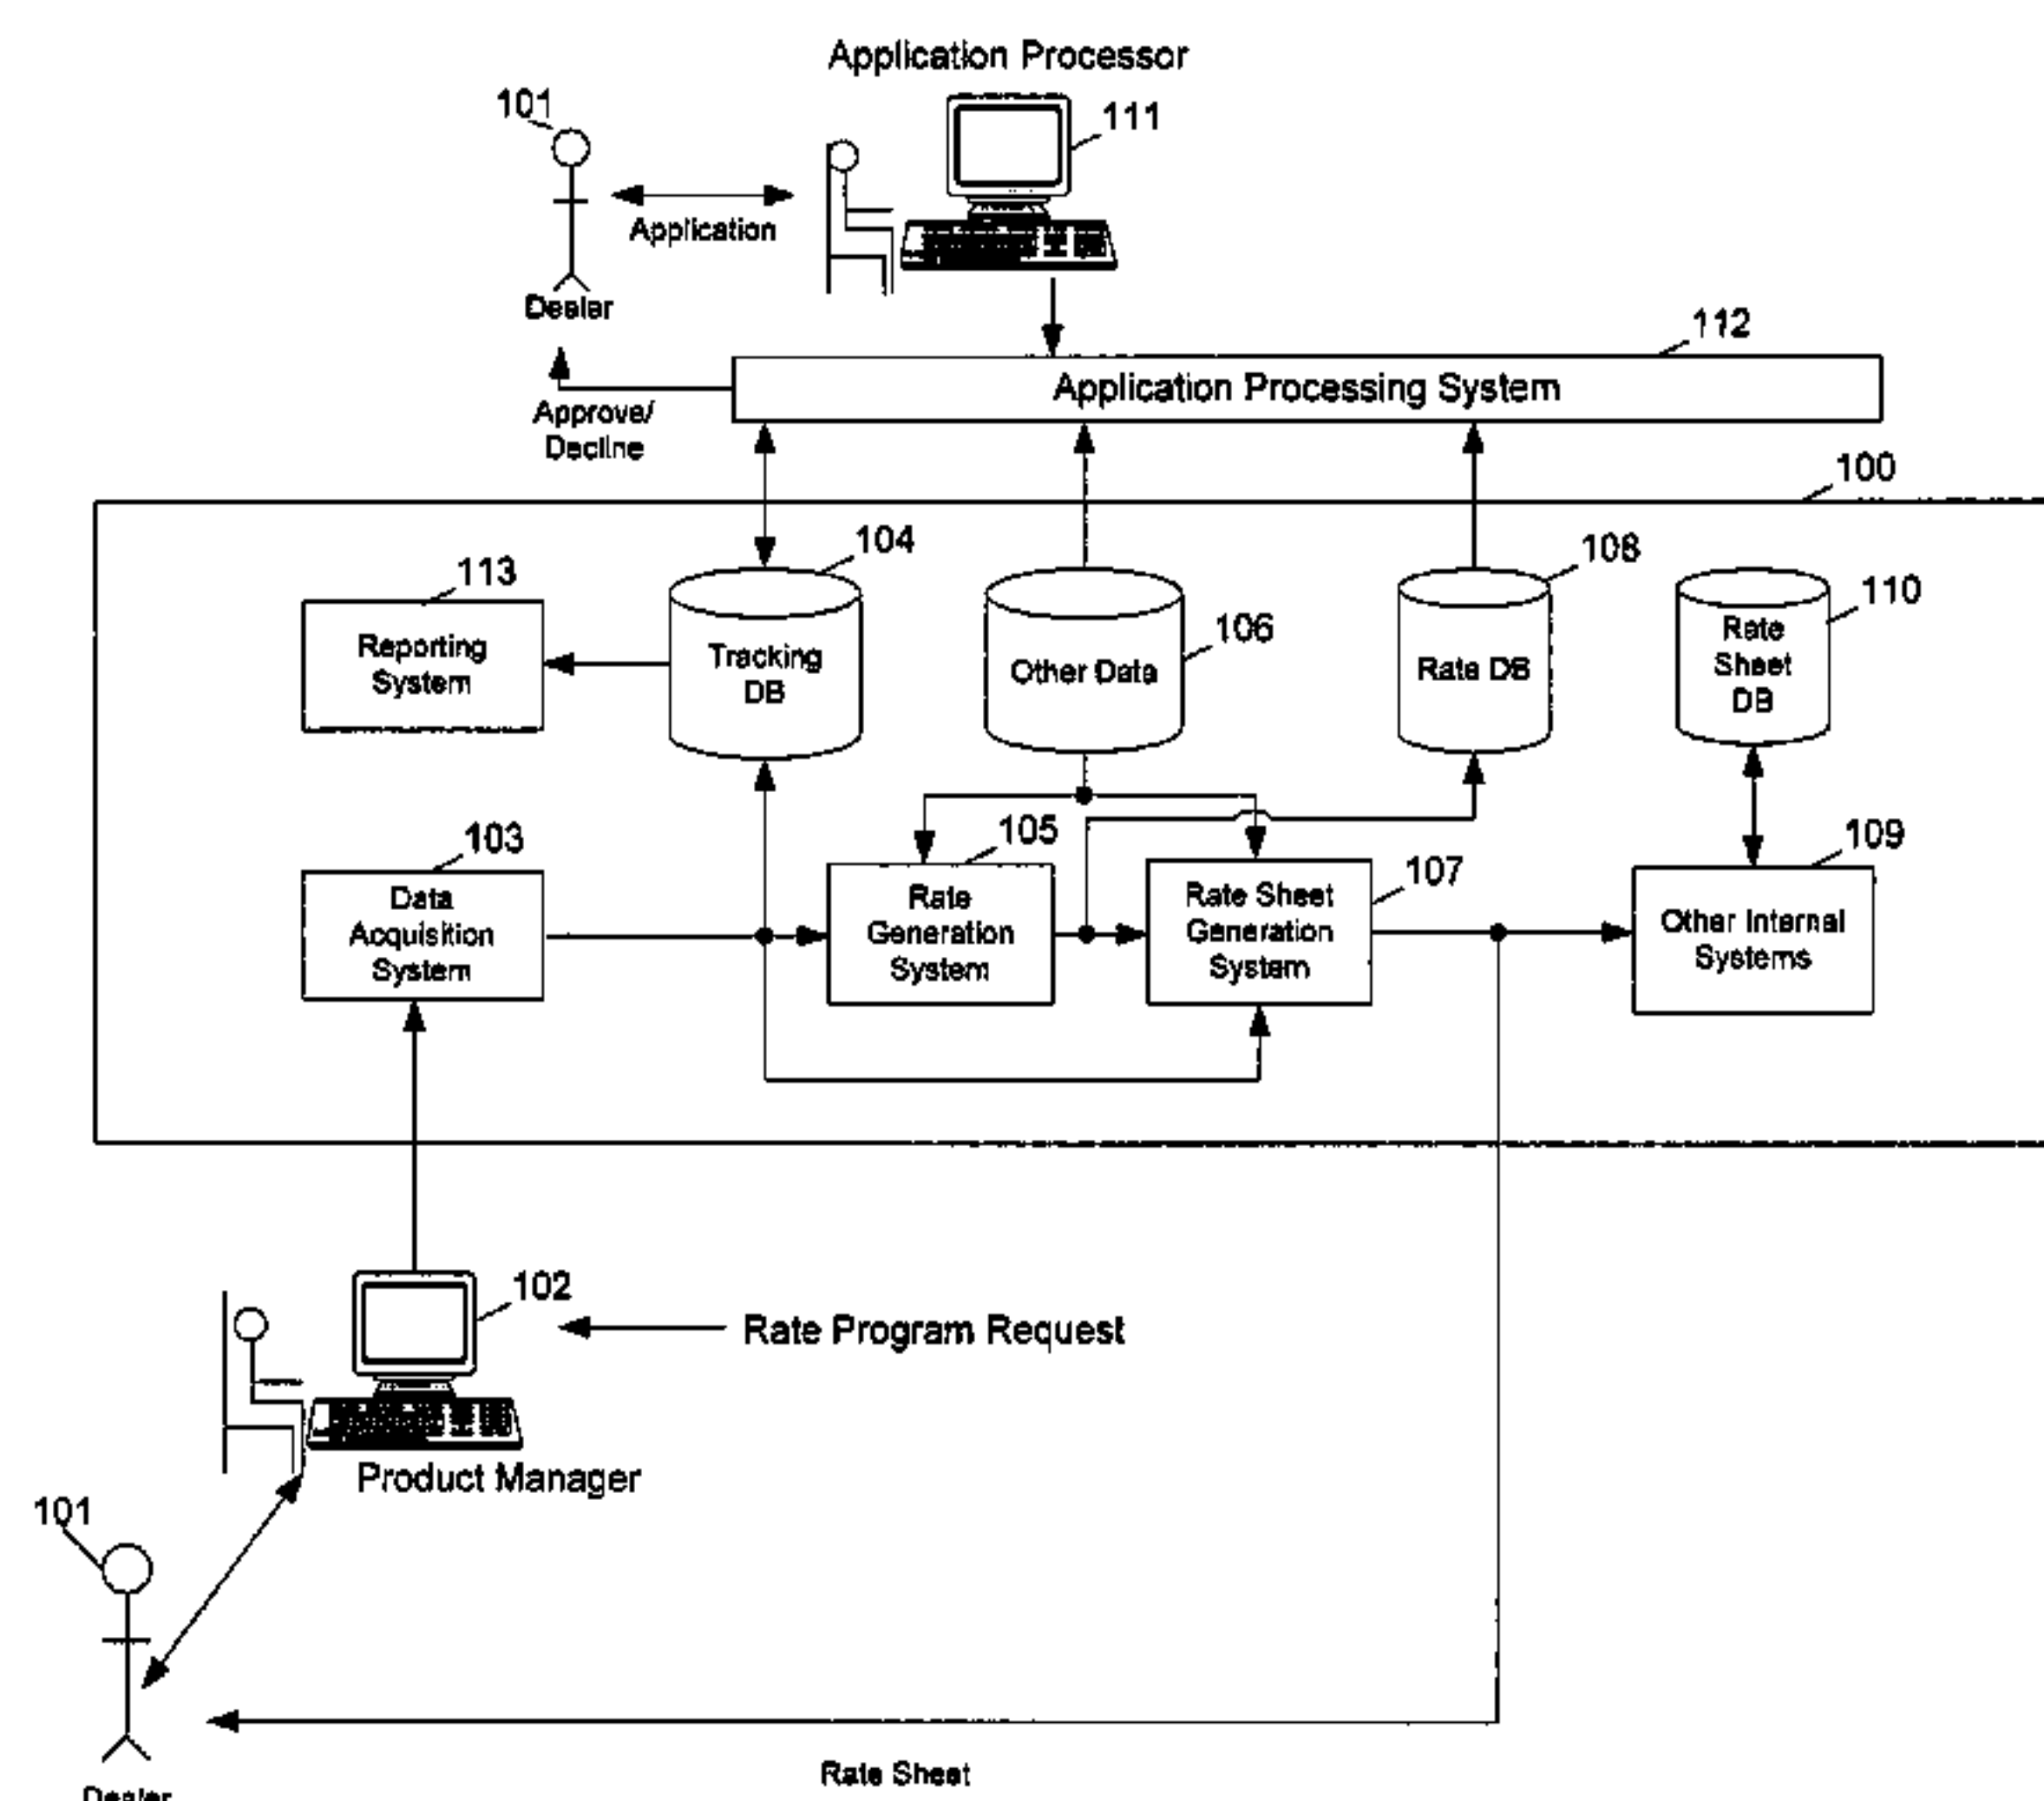 Application Processor
101
111
Application
Dealer
112
Application Processing System
Approve/
Decline
100
104
108
113
110
106
Reporting
System
Tracking
DB
Other Data
Rate DB
Rate
Sheet
DB
103
105
109
107
Data
Acquisition
System
Rate
Generation
System
Rate Sheet
Generation
System
Other Internal
Systems
102
Rate Program Request
Product Manager
101
Rate Sheet
Dealer